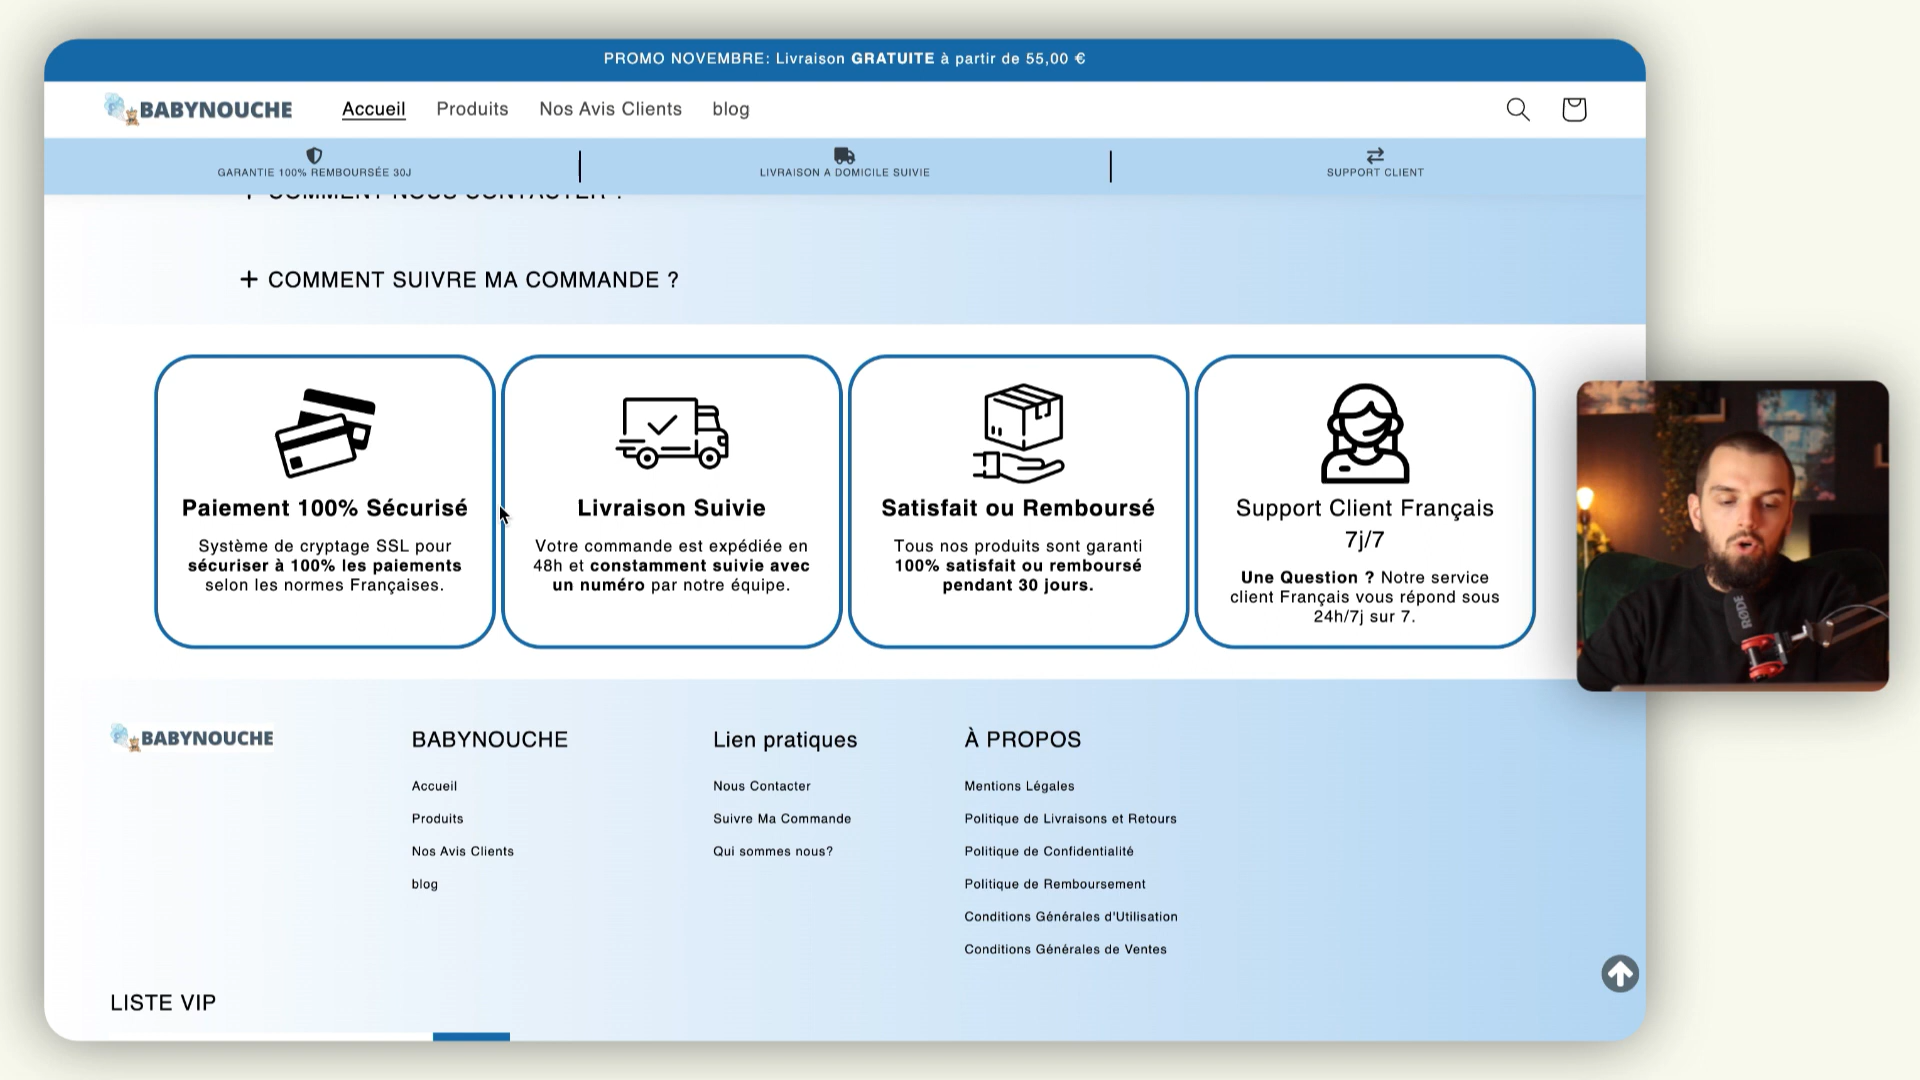 PROMO NOVEMBRE: Livraison GRATUITE à partir de 55,00 €
BABYNOUCHE
Accueil
Produits
Nos Avis Clients
blog
GARANTIE 100% REMBOURSÉE 30J
LIVRAISON A DOMICILE SUIVIE
SUPPORT CLIENT
+ COMMENT NOUS CONTACTER ?
+ COMMENT SUIVRE MA COMMANDE ?
Paiement 100% Sécurisé
Système de cryptage SSL pour
sécuriser à 100% les paiements
selon les normes Françaises.
Livraison Suivie
Votre commande est expédiée en
48h et constamment suivie avec
un numéro par notre équipe.
Satisfait ou Remboursé
Tous nos produits sont garanti
100% satisfait ou remboursé
pendant 30 jours.
Support Client Français
7j/7
Une Question ? Notre service
client Français vous répond sous
24h/7j sur 7.
RØDE
BABYNOUCHE
BABYNOUCHE
Accueil
Produits
Nos Avis Clients
blog
Lien pratiques
Nous Contacter
Suivre Ma Commande
Qui sommes nous?
À PROPOS
Mentions Légales
Politique de Livraisons et Retours
Politique de Confidentialité
Politique de Remboursement
Conditions Générales d'Utilisation
Conditions Générales de Ventes
LISTE VIP